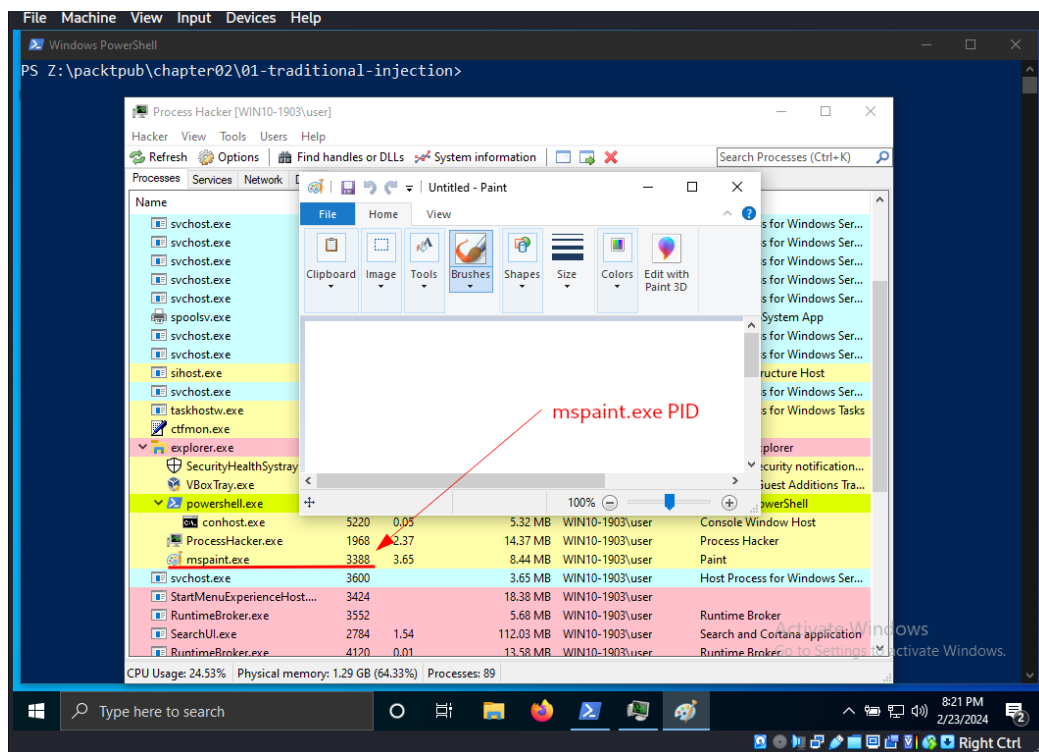 File Machine View Input Devices Help
Windows PowerShell
PS Z:\packtpub\chapter02\01-traditional-injection>
Process Hacker [WIN10-1903\user]
Hacker View Tools Users Help
Refresh Options Find handles or DLLs System information Search Processes (Ctrl+K)
Processes Services Network
Untitled - Paint
Name
File Home View
svchost.exe s for Windows Ser...
svchost.exe s for Windows Ser...
Clipboard Image Tools Brushes Shapes Size Colors Edit with Paint 3D
svchost.exe s for Windows Ser...
svchost.exe s for Windows Ser...
svchost.exe s for Windows Ser...
spoolsv.exe System App
svchost.exe s for Windows Ser...
svchost.exe s for Windows Ser...
sihost.exe ructure Host
svchost.exe s for Windows Ser...
taskhostw.exe s for Windows Tasks
mspaint.exe PID
ctfmon.exe
explorer.exe plorer
SecurityHealthSystray ecurity notification...
VBoxTray.exe uest Additions Tra...
powershell.exe owerShell
100%
conhost.exe 5220 0.05 5.32 MB WIN10-1903\user Console Window Host
ProcessHacker.exe 1968 2.37 14.37 MB WIN10-1903\user Process Hacker
mspaint.exe 3388 3.65 8.44 MB WIN10-1903\user Paint
svchost.exe 3600 3.65 MB WIN10-1903\user Host Process for Windows Ser...
StartMenuExperienceHost.... 3424 18.38 MB WIN10-1903\user
RuntimeBroker.exe 3552 5.68 MB WIN10-1903\user Runtime Broker
SearchUI.exe 2784 1.54 112.03 MB WIN10-1903\user Search and Cortana application
RuntimeBroker.exe 4120 0.01 13.58 MB WIN10-1903\user Runtime Broker
Activate Windows
Go to Settings to activate Windows.
CPU Usage: 24.53% Physical memory: 1.29 GB (64.33%) Processes: 89
Type here to search
8:21 PM
2/23/2024
2
Right Ctrl